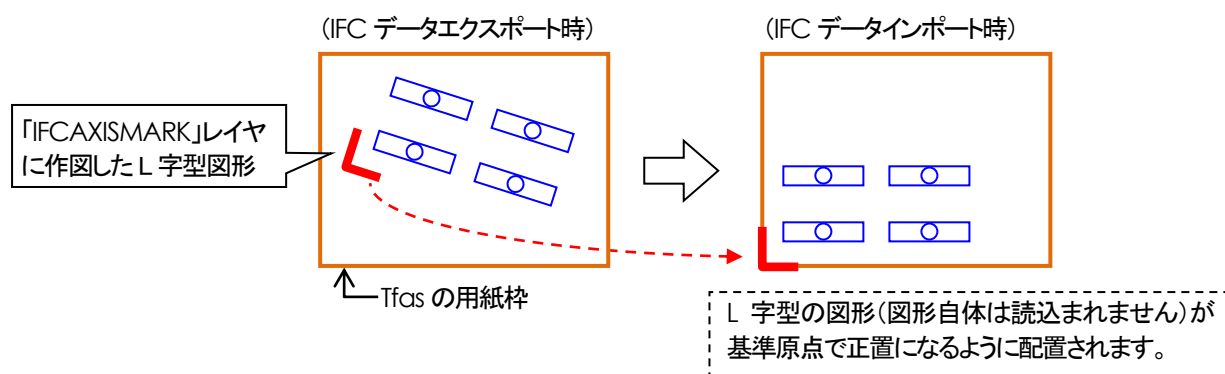 （IFC データエクスポート時）
（IFC データインポート時）
「IFCAXISMARK」レイヤ
に作図した L 字型図形
Tfas の用紙枠
L 字型の図形（図形自体は読込まれません）が
基準原点で正置になるように配置されます。